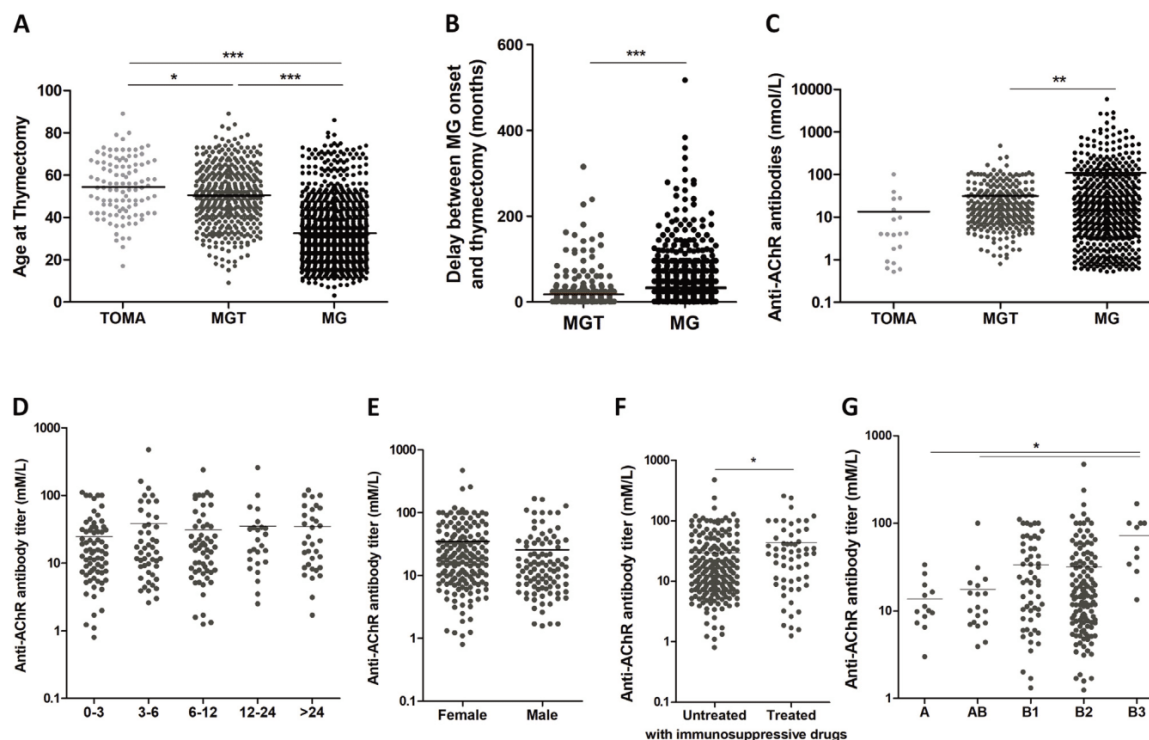 A
***
*
***
Age at Thymectomy
100
80
60
40
20
0
TOMA
MGT
MG
B
***
Delay between MG onset
and thymectomy (months)
600
400
200
0
MGT
MG
C
**
Anti-AChR antibodies (nmol/L)
10000
1000
100
10
1
0.1
TOMA
MGT
MG
D
Anti-AChR antibody titer (mM/L)
1000
100
10
1
0.1
0-3
3-6
6-12
12-24
>24
E
Anti-AChR antibody titer (mM/L)
1000
100
10
1
0.1
Female
Male
F
*
Anti-AChR antibody titer (mM/L)
1000
100
10
1
0.1
Untreated
Treated
with immunosuppressive drugs
G
*
Anti-AChR antibody titer (mM/L)
1000
100
10
1
A
AB
B1
B2
B3